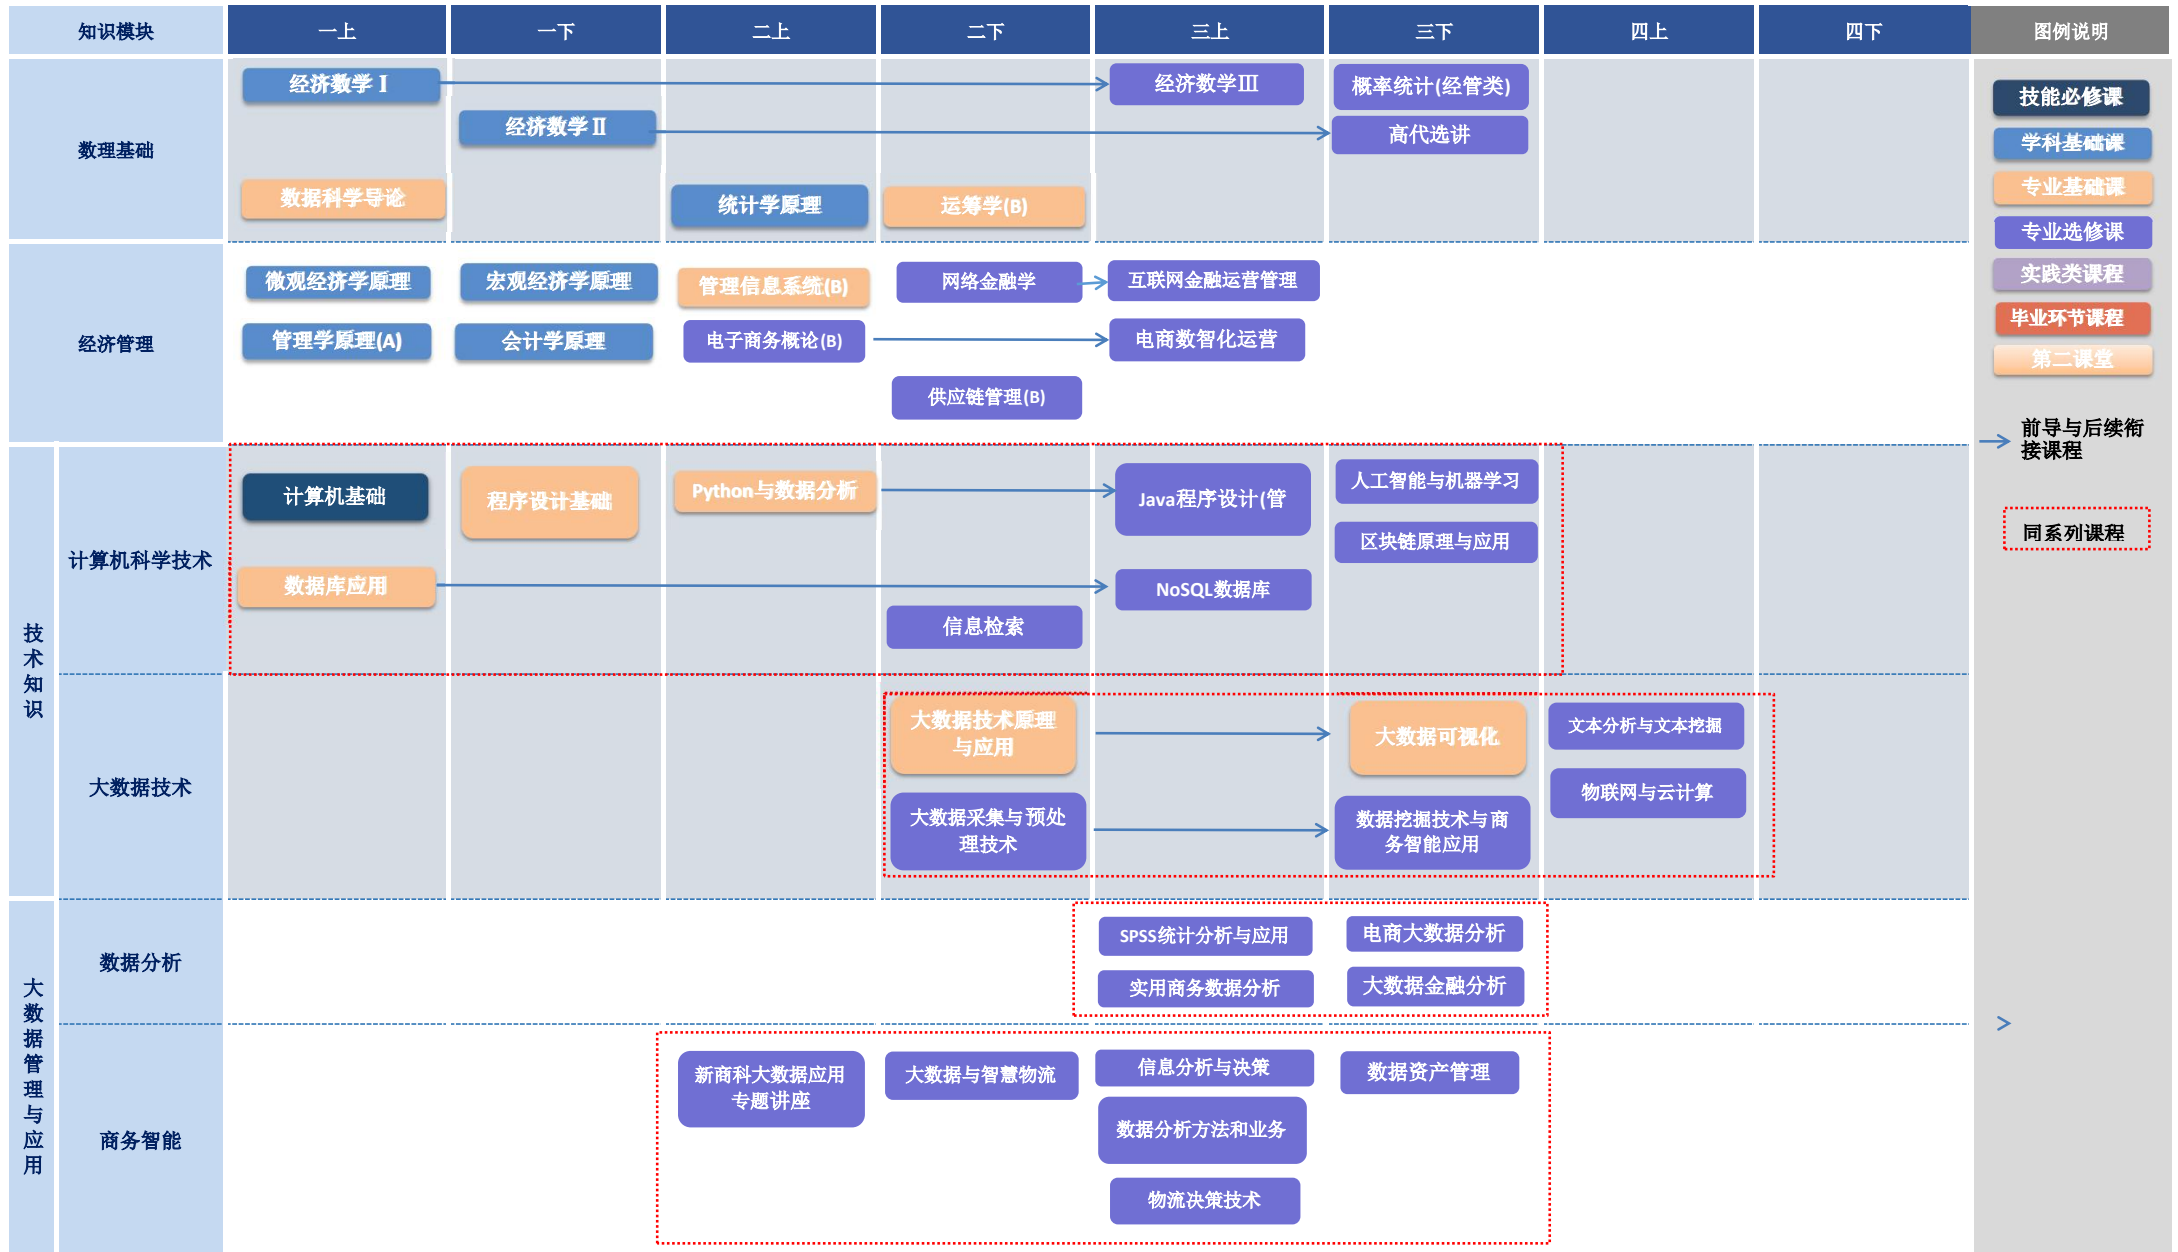 知识模块
一上
一下
二上
二下
三上
三下
四上
四下
图例说明
数理基础
经济数学Ⅰ
经济数学Ⅲ
概率统计(经管类)
经济数学Ⅱ
高代选讲
数据科学导论
统计学原理
运筹学(B)
经济管理
微观经济学原理
宏观经济学原理
管理信息系统(B)
网络金融学
互联网金融运营管理
管理学原理(A)
会计学原理
电子商务概论(B)
电商数智化运营
供应链管理(B)
技术知识
计算机科学技术
计算机基础
程序设计基础
Python与数据分析
Java程序设计(管
人工智能与机器学习
区块链原理与应用
数据库应用
NoSQL数据库
信息检索
大数据技术
大数据技术原理
与应用
大数据可视化
文本分析与文本挖掘
物联网与云计算
大数据采集与预处
理技术
数据挖掘技术与商
务智能应用
大数据管理与应用
数据分析
SPSS统计分析与应用
电商大数据分析
实用商务数据分析
大数据金融分析
商务智能
新商科大数据应用
专题讲座
大数据与智慧物流
信息分析与决策
数据资产管理
数据分析方法和业务
物流决策技术
技能必修课
学科基础课
专业基础课
专业选修课
实践类课程
毕业环节课程
第二课堂
前导与后续衔
接课程
同系列课程